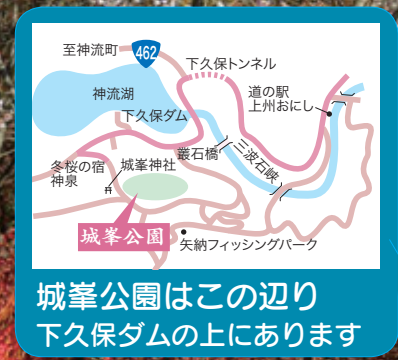 至神流町
462
下久保トンネル
神流湖
道の駅
上州おにし
下久保ダム
叢石橋
三波石峡
冬桜の宿
神泉
城峯神社
城峯公園
矢納フィッシングパーク
城峯公園はこの辺り
下久保ダムの上にあります